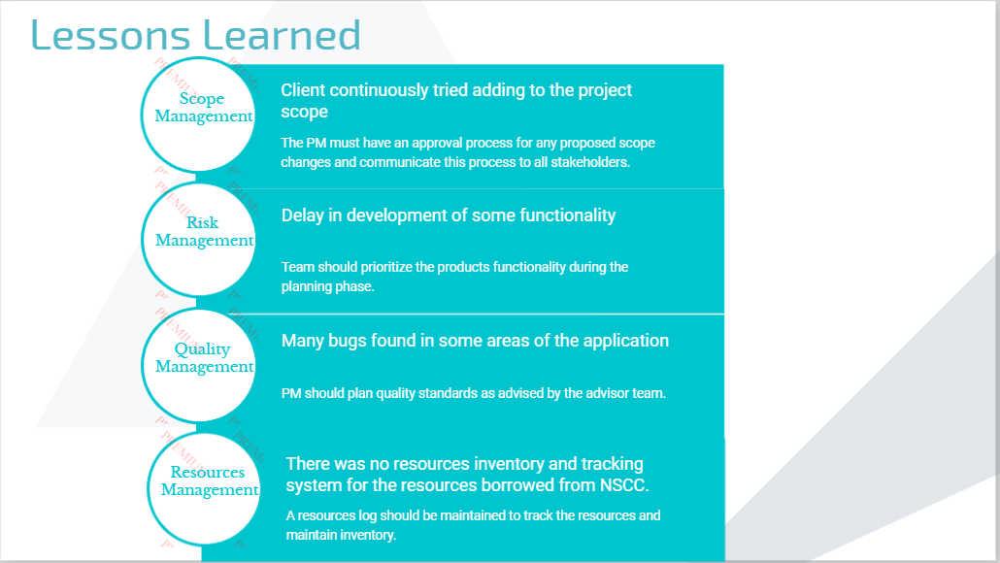 Lessons Learned
Scope
Management
Client continuously tried adding to the project
scope
The PM must have an approval process for any proposed scope
changes and communicate this process to all stakeholders.
Risk
Management
Delay in development of some functionality
Team should prioritize the products functionality during the
planning phase.
Quality
Management
Many bugs found in some areas of the application
PM should plan quality standards as advised by the advisor team.
Resources
Management
There was no resources inventory and tracking
system for the resources borrowed from NSCC.
A resources log should be maintained to track the resources and
maintain inventory.